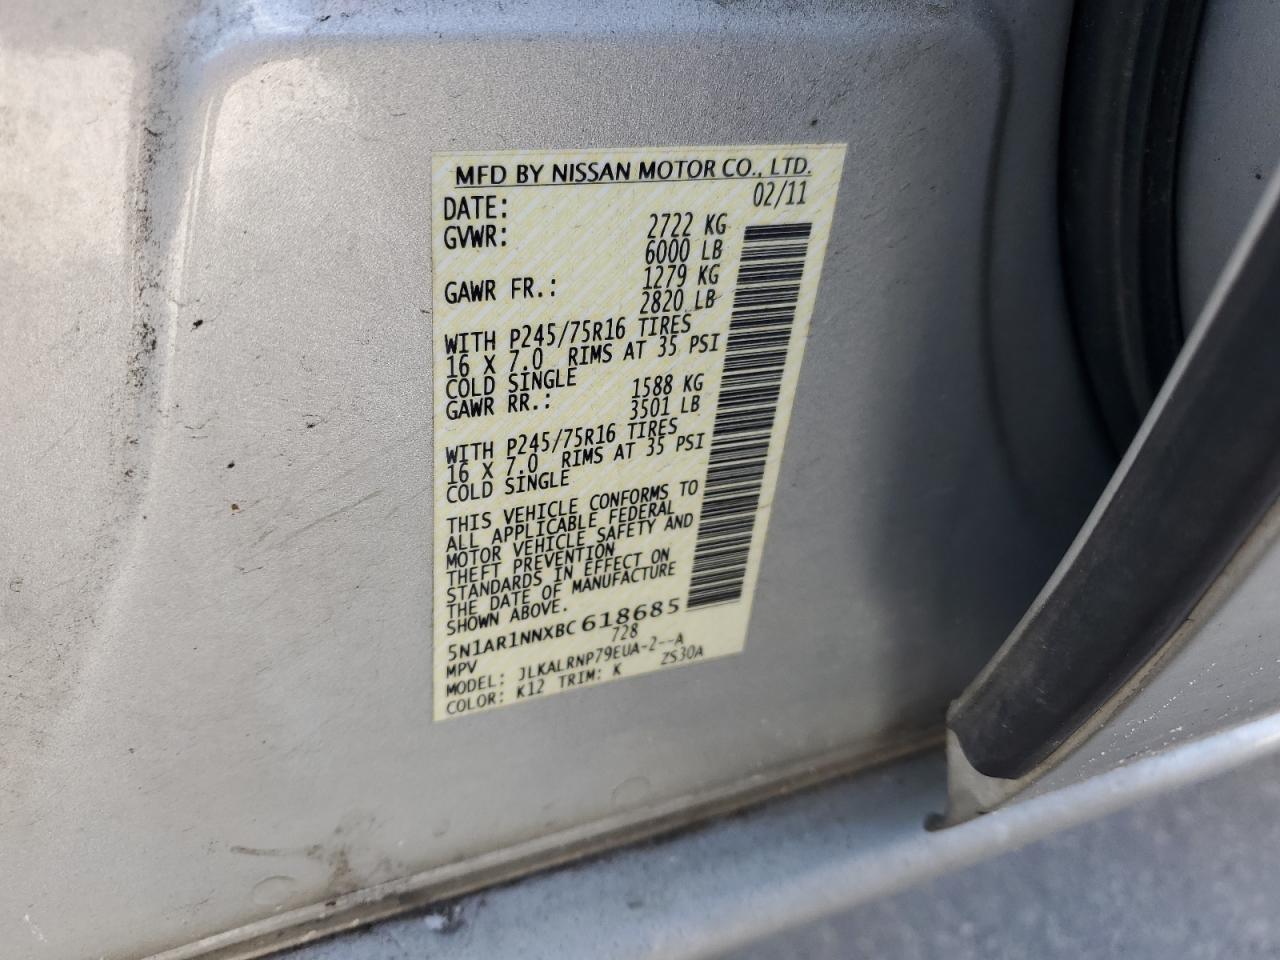 MFD BY NISSAN MOTOR CO., LTD.
DATE: 02/11
GVWR: 2722 KG
6000 LB
GAWR FR.: 1279 KG
2820 LB
WITH P245/75R16 TIRES
16 X 7.0 RIMS AT 35 PSI
COLD SINGLE
GAWR RR.: 1588 KG
3501 LB
WITH P245/75R16 TIRES
16 X 7.0 RIMS AT 35 PSI
COLD SINGLE
THIS VEHICLE CONFORMS TO
ALL APPLICABLE FEDERAL
MOTOR VEHICLE SAFETY AND
THEFT PREVENTION
STANDARDS IN EFFECT ON
THE DATE OF MANUFACTURE
SHOWN ABOVE.
5N1AR1NNXBC618685
MPV 728
MODEL: JLKALRNP79EUA-2--A
COLOR: K12 TRIM: K ZS30A